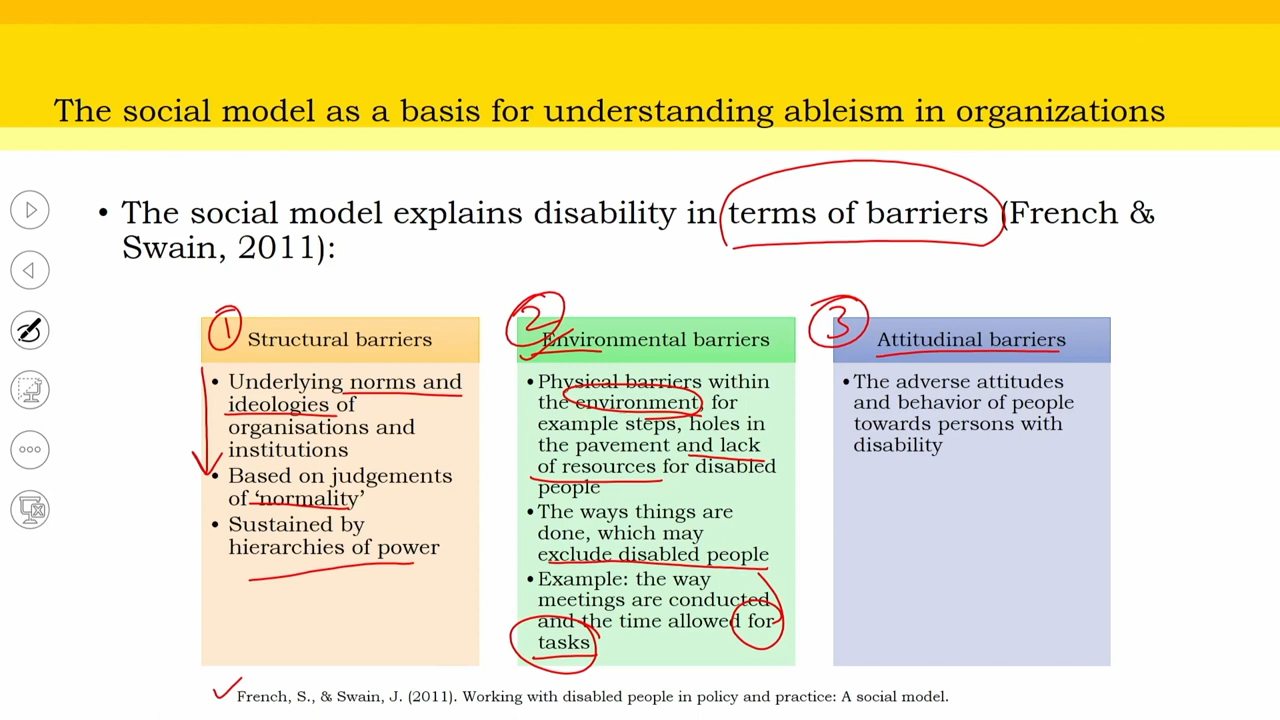 The social model as a basis for understanding ableism in organizations
• The social model explains disability in terms of barriers (French &
Swain, 2011):
1
Structural barriers
• Underlying norms and
ideologies of
organisations and
institutions
• Based on judgements
of ‘normality’
• Sustained by
hierarchies of power
2
Environmental barriers
• Physical barriers within
the environment, for
example steps, holes in
the pavement and lack
of resources for disabled
people
• The ways things are
done, which may
exclude disabled people
• Example: the way
meetings are conducted
and the time allowed for
tasks
3
Attitudinal barriers
• The adverse attitudes
and behavior of people
towards persons with
disability
French, S., & Swain, J. (2011). Working with disabled people in policy and practice: A social model.